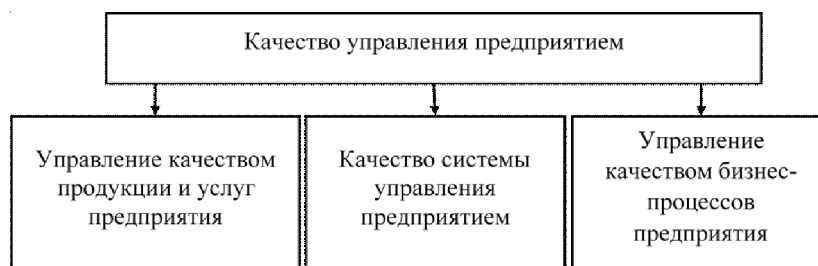 Качество управления предприятием
Управление качеством
продукции и услуг
предприятия
Качество системы
управления
предприятием
Управление
качеством бизнес-
процессов
предприятия